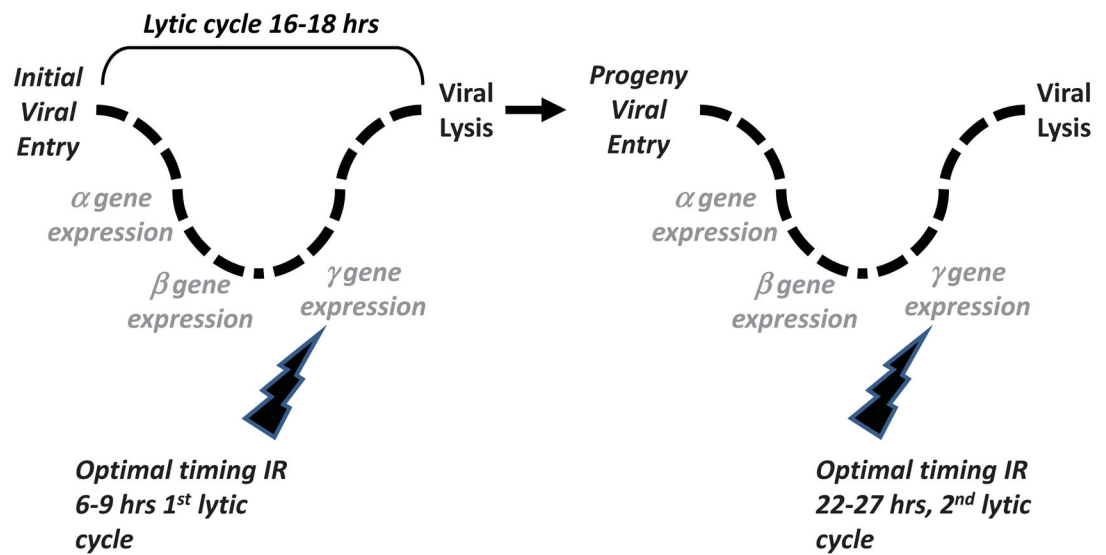 Lytic cycle 16-18 hrs
Initial
Viral
Entry
Viral
Lysis
α gene
expression
β gene
expression
γ gene
expression
Optimal timing IR
6-9 hrs 1st lytic
cycle
Progeny
Viral
Entry
Viral
Lysis
α gene
expression
β gene
expression
γ gene
expression
Optimal timing IR
22-27 hrs, 2nd lytic
cycle